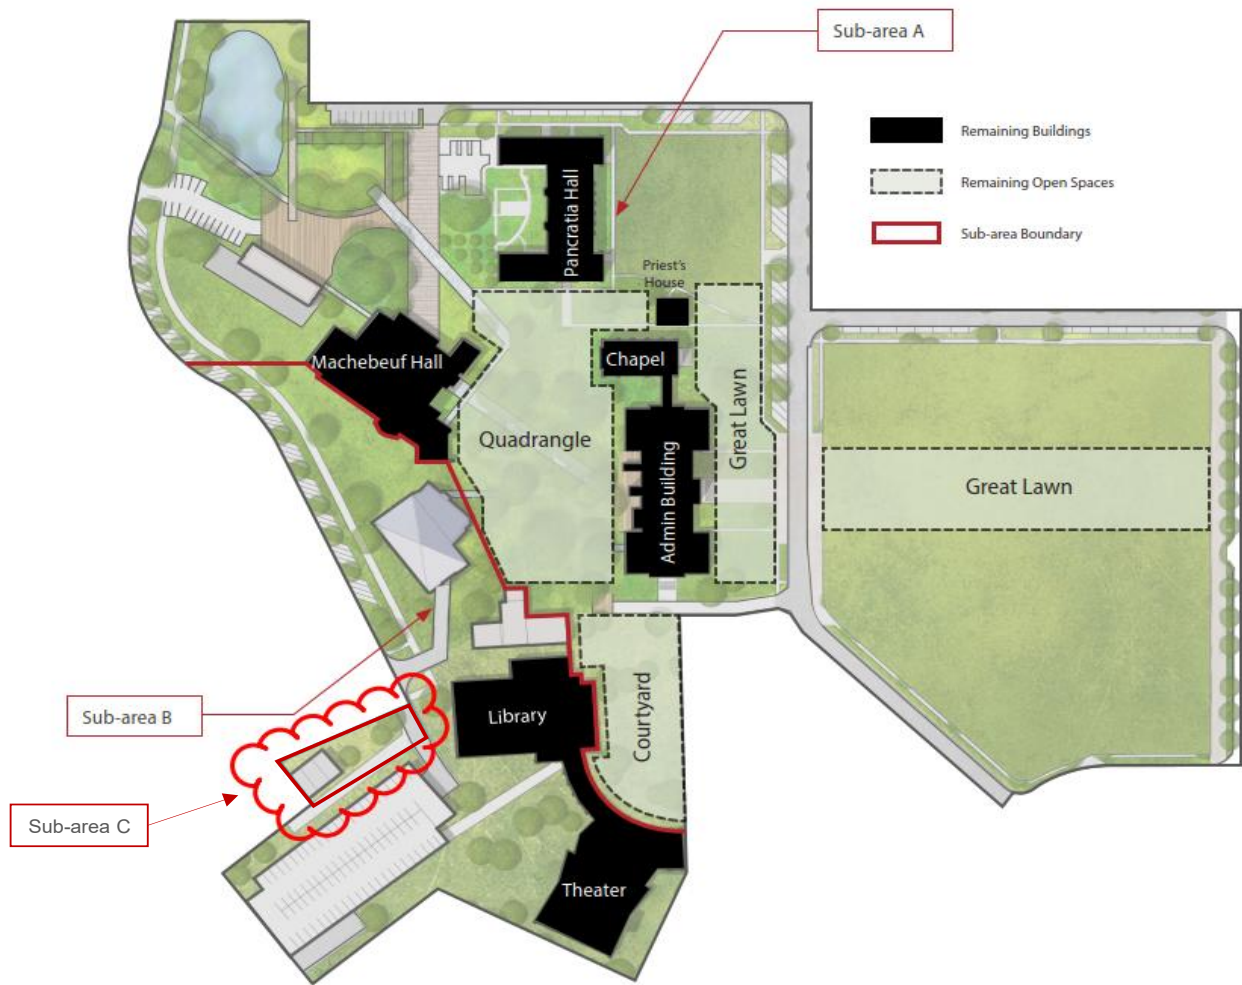 Sub-area A
Remaining Buildings
Remaining Open Spaces
Sub-area Boundary
Pancratia Hall
Priest's
House
Machebeuf Hall
Chapel
Great Lawn
Quadrangle
Admin Building
Great Lawn
Sub-area B
Library
Courtyard
Sub-area C
Theater